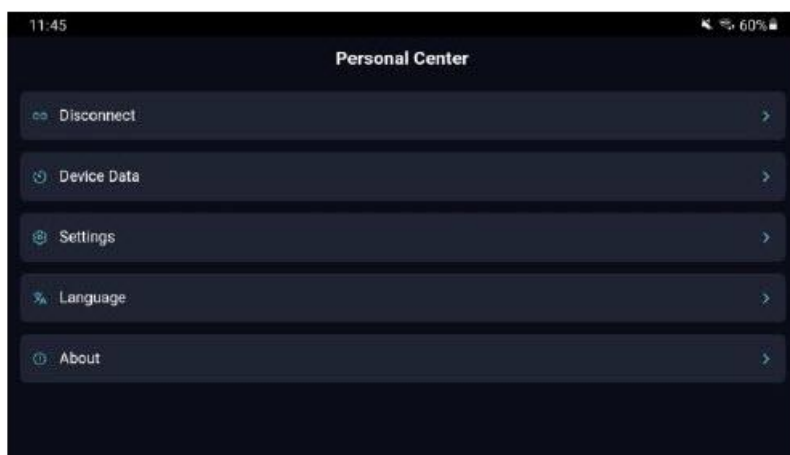 11:45 60%
Personal Center
Disconnect
Device Data
Settings
Language
About